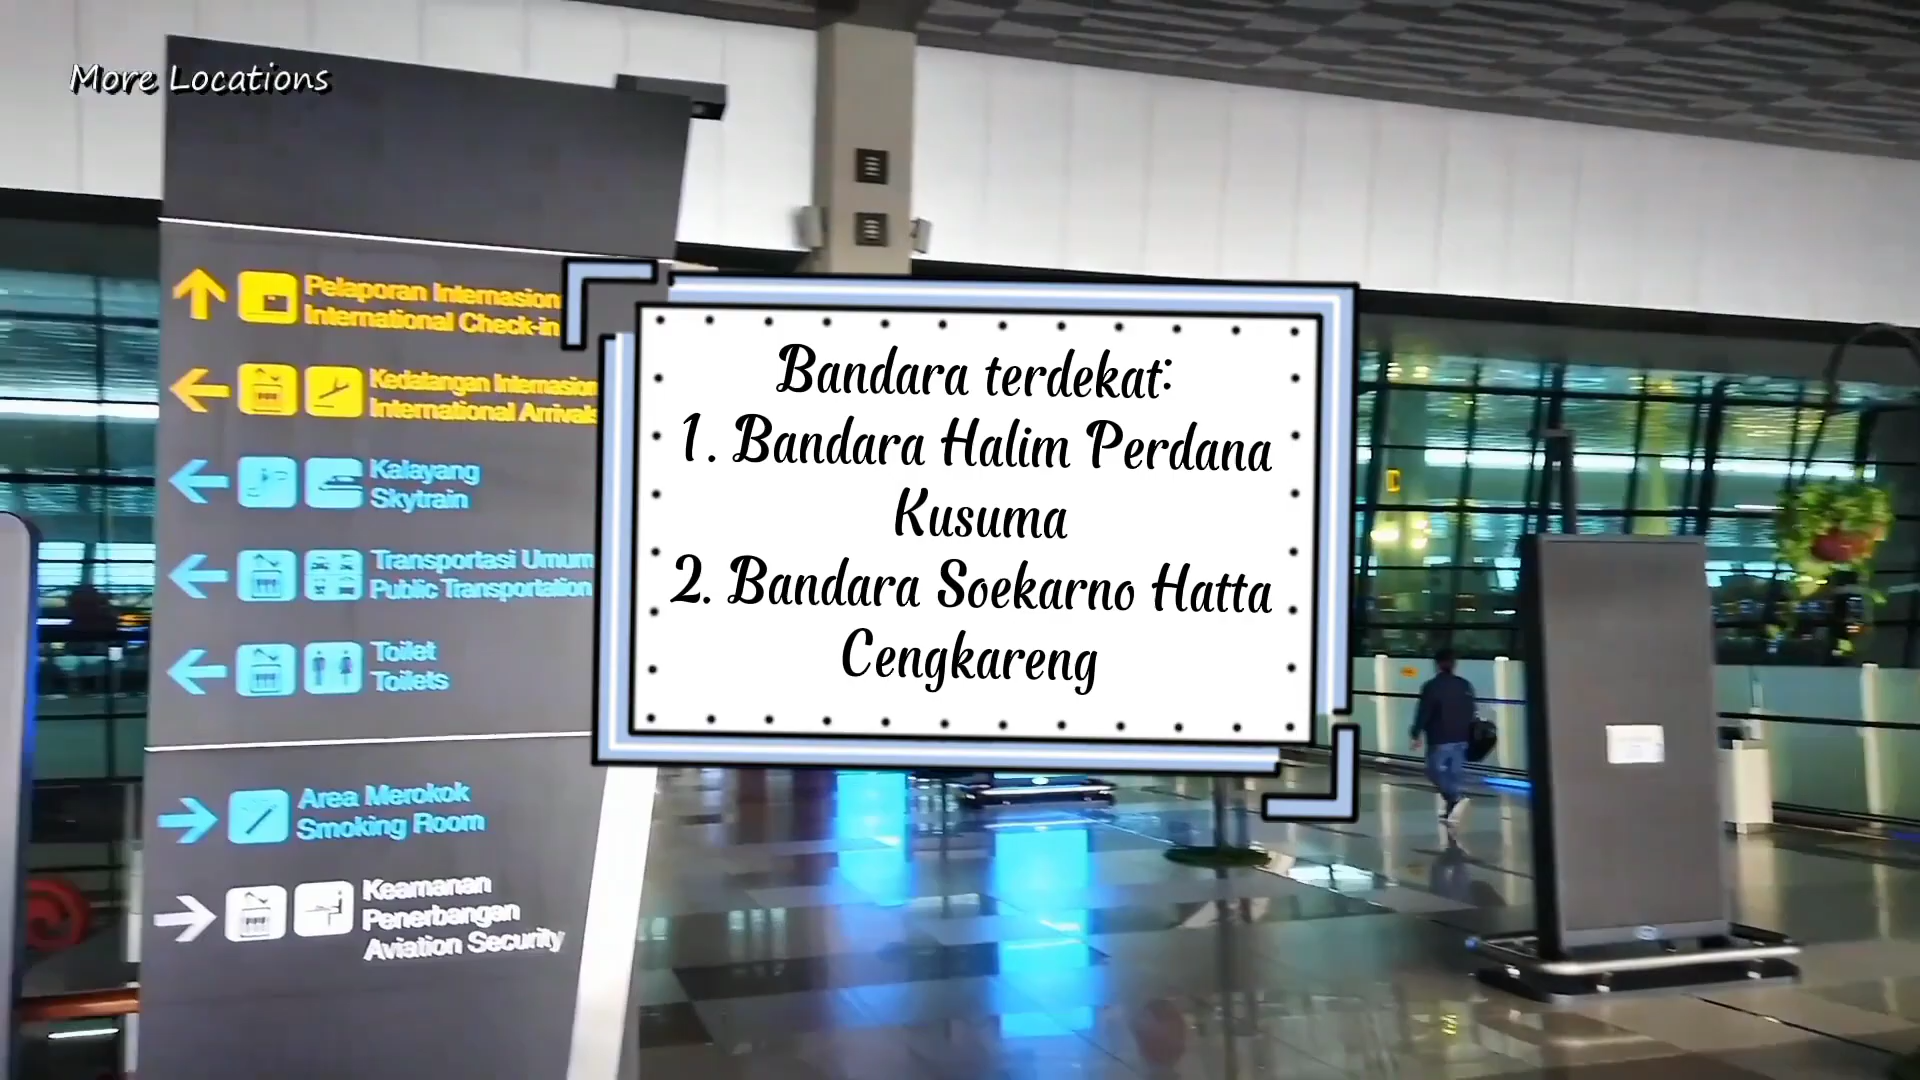 More Locations
Pelaporan Internasion
International Check-in
Kedatangan Internasion
International Arrivals
Kalayang
Skytrain
Transportasi Umum
Public Transportation
Toilet
Toilets
Area Merokok
Smoking Room
Keamanan
Penerbangan
Aviation Security
Bandara terdekat:
1. Bandara Halim Perdana
Kusuma
2. Bandara Soekarno Hatta
Cengkareng